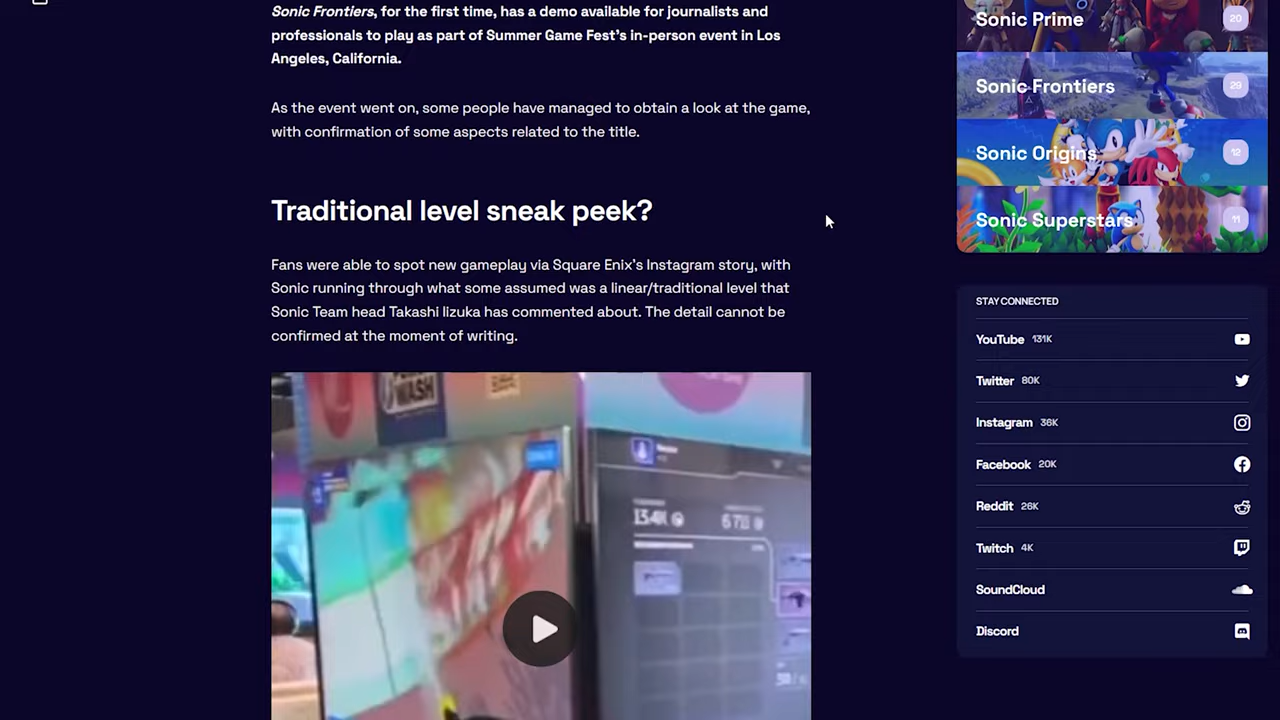 Sonic Frontiers, for the first time, has a demo available for journalists and
professionals to play as part of Summer Game Fest's in-person event in Los
Angeles, California.
As the event went on, some people have managed to obtain a look at the game,
with confirmation of some aspects related to the title.
Traditional level sneak peek?
Fans were able to spot new gameplay via Square Enix's Instagram story, with
Sonic running through what some assumed was a linear/traditional level that
Sonic Team head Takashi Iizuka has commented about. The detail cannot be
confirmed at the moment of writing.
WASH
13.4K
Sonic Prime 20
Sonic Frontiers 29
Sonic Origins 12
Sonic Superstars 11
STAY CONNECTED
YouTube 131K
Twitter 80K
Instagram 36K
Facebook 20K
Reddit 26K
Twitch 4K
SoundCloud
Discord